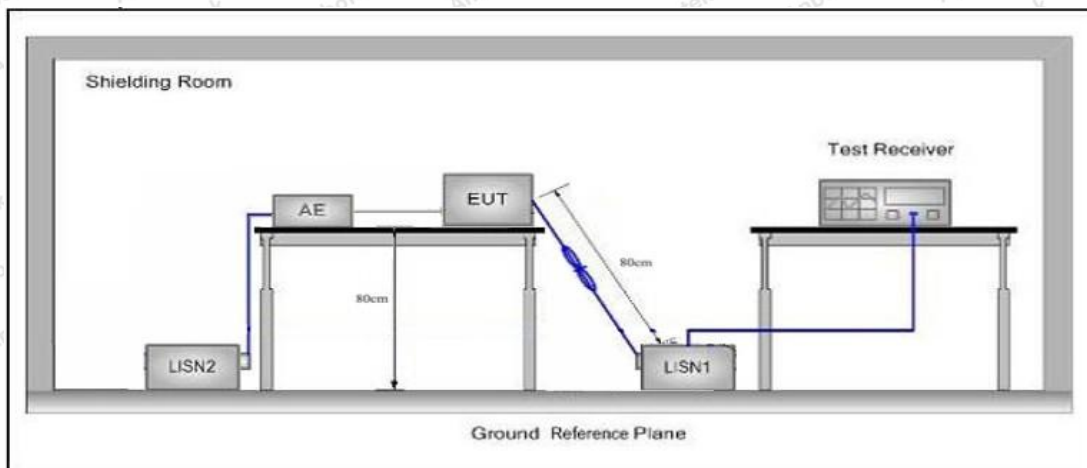 Shielding Room
Test Receiver
AE
EUT
80cm
80cm
LISN2
LISN1
Ground Reference Plane